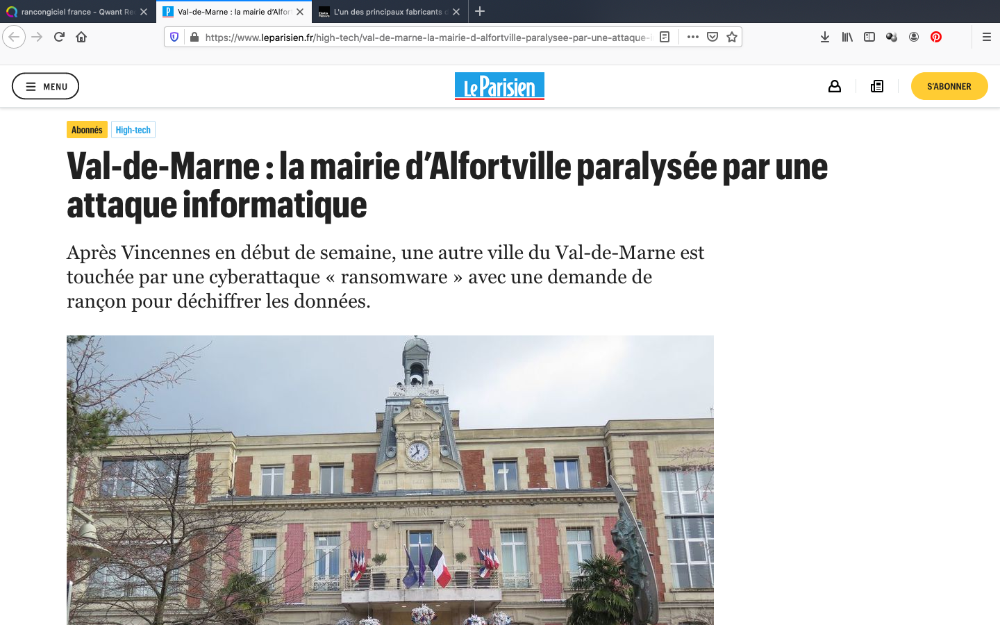 rancongiciel france - Qwant Re
Val-de-Marne : la mairie d'Alfor
Data News
L'un des principaux fabricants d
https://www.leparisien.fr/high-tech/val-de-marne-la-mairie-d-alfortville-paralysee-par-une-attaque-
MENU
Le Parisien
S'ABONNER
Abonnés
High-tech
Val-de-Marne : la mairie d’Alfortville paralysée par une
attaque informatique
Après Vincennes en début de semaine, une autre ville du Val-de-Marne est
touchée par une cyberattaque « ransomware » avec une demande de
rançon pour déchiffrer les données.
MAIRIE